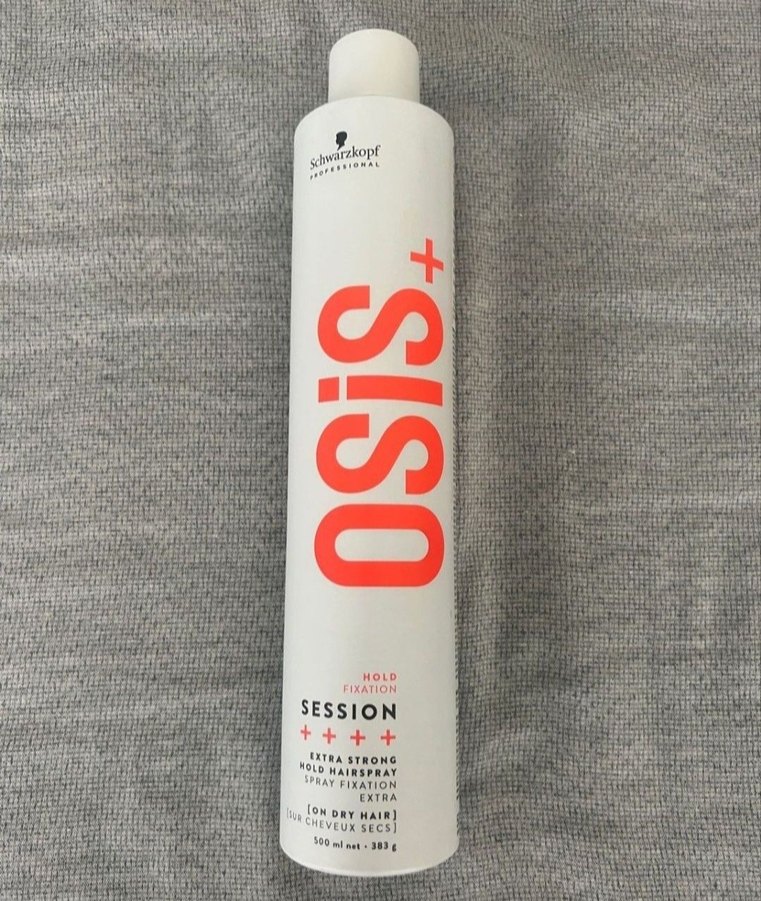 Schwarzkopf
PROFESSIONAL
OSiS+
HOLD
FIXATION
SESSION
++++
EXTRA STRONG
HOLD HAIRSPRAY
SPRAY FIXATION
EXTRA
[ON DRY HAIR]
[SUR CHEVEUX SECS]
500 ml net • 383 g